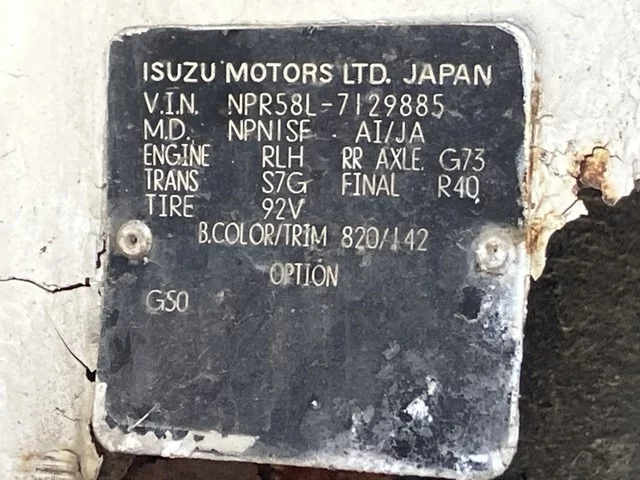 ISUZU MOTORS LTD. JAPAN
V.I.N. NPR58L-7129885
M.D. NPN1SF AI/JA
ENGINE RLH RR AXLE G73
TRANS S7G FINAL R40
TIRE 92V
B.COLOR/TRIM 820/142
OPTION
G50